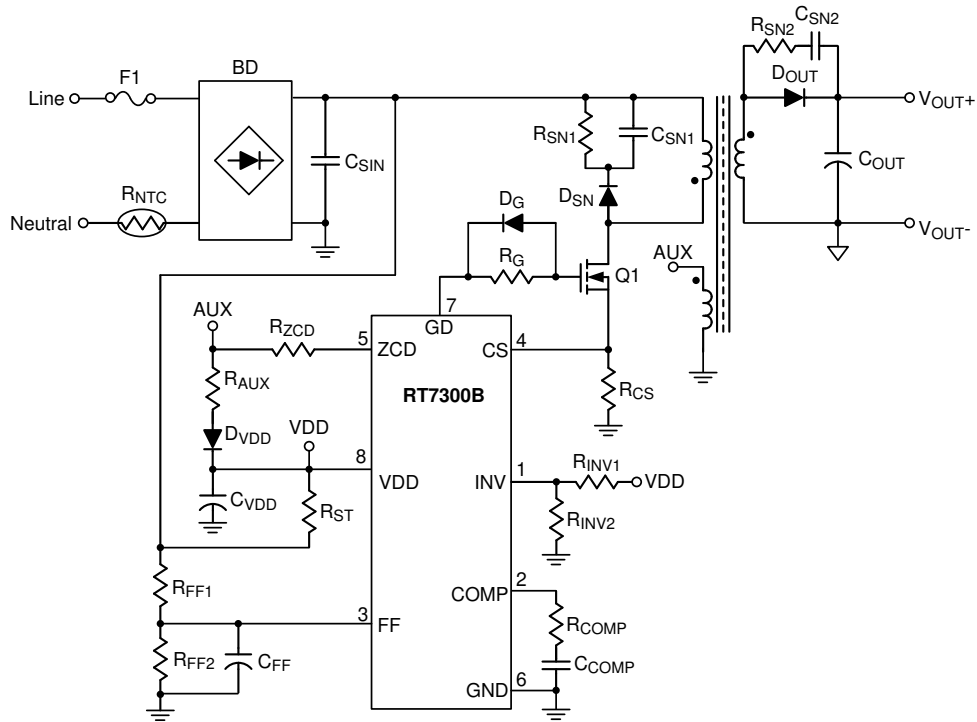 RSN2
CSN2
F1
BD
DOUT
Line
VOUT+
RSN1
CSN1
CSIN
COUT
RNTC
DSN
DG
Neutral
VOUT-
RG
Q1
AUX
AUX
7
GD
RZCD
5
ZCD
CS
4
RAUX
RT7300B
RCS
DVDD
VDD
8
VDD
INV
1
RINV1
VDD
CVDD
RST
RINV2
RFF1
COMP
2
3
FF
RCOMP
RFF2
CFF
CCOMP
GND
6